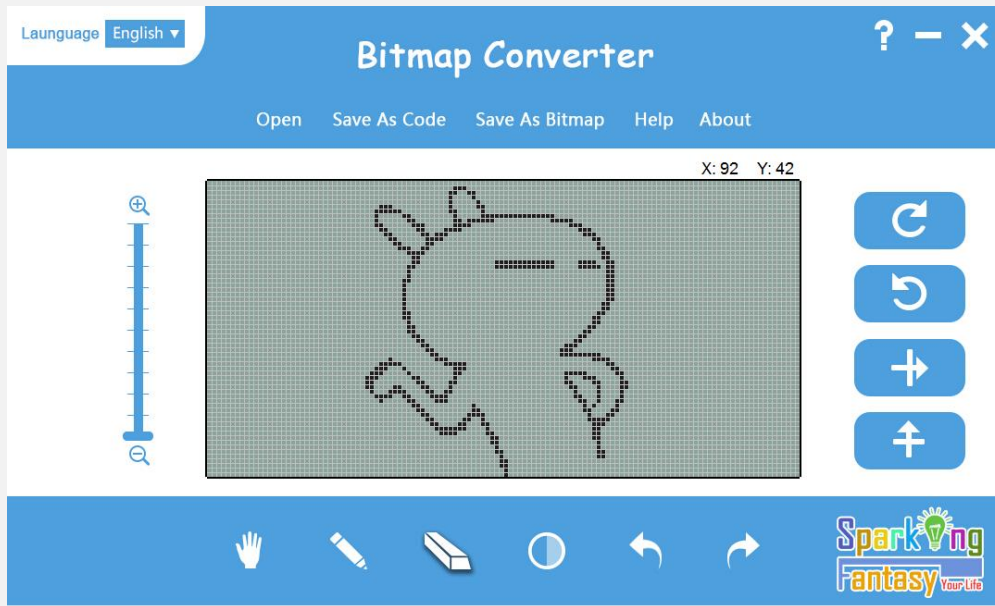 Launguage English ▼
Bitmap Converter
Open Save As Code Save As Bitmap Help About
X: 92 Y: 42
Sparking
Fantasy Your Life